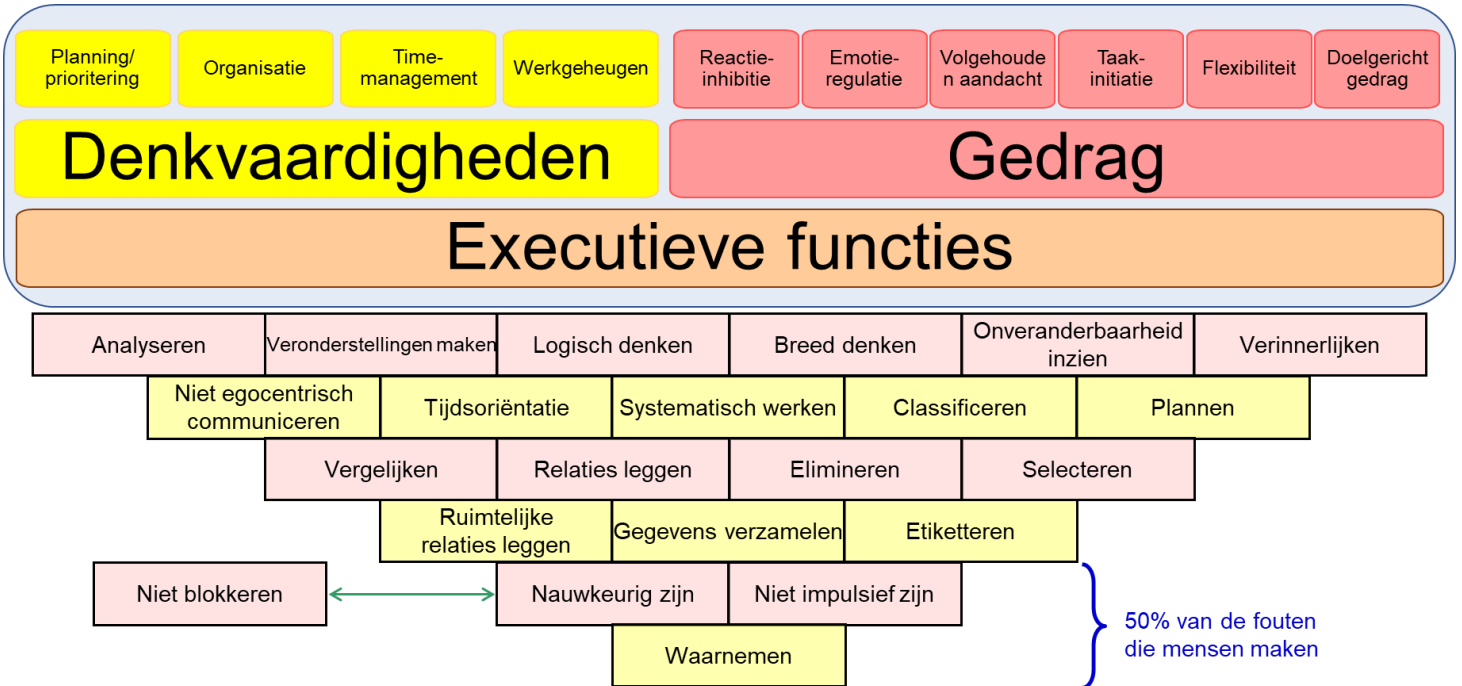 Planning/
prioritering
Organisatie
Time-
management
Werkgeheugen
Reactie-
inhibitie
Emotie-
regulatie
Volgehoude
n aandacht
Taak-
initiatie
Flexibiliteit
Doelgericht
gedrag
Denkvaardigheden
Gedrag
Executieve functies
Analyseren
Veronderstellingen maken
Logisch denken
Breed denken
Onveranderbaarheid
inzien
Verinnerlijken
Niet egocentrisch
communiceren
Tijdsoriëntatie
Systematisch werken
Classificeren
Plannen
Vergelijken
Relaties leggen
Elimineren
Selecteren
Ruimtelijke
relaties leggen
Gegevens verzamelen
Etiketteren
Niet blokkeren
Nauwkeurig zijn
Niet impulsief zijn
50% van de fouten
die mensen maken
Waarnemen